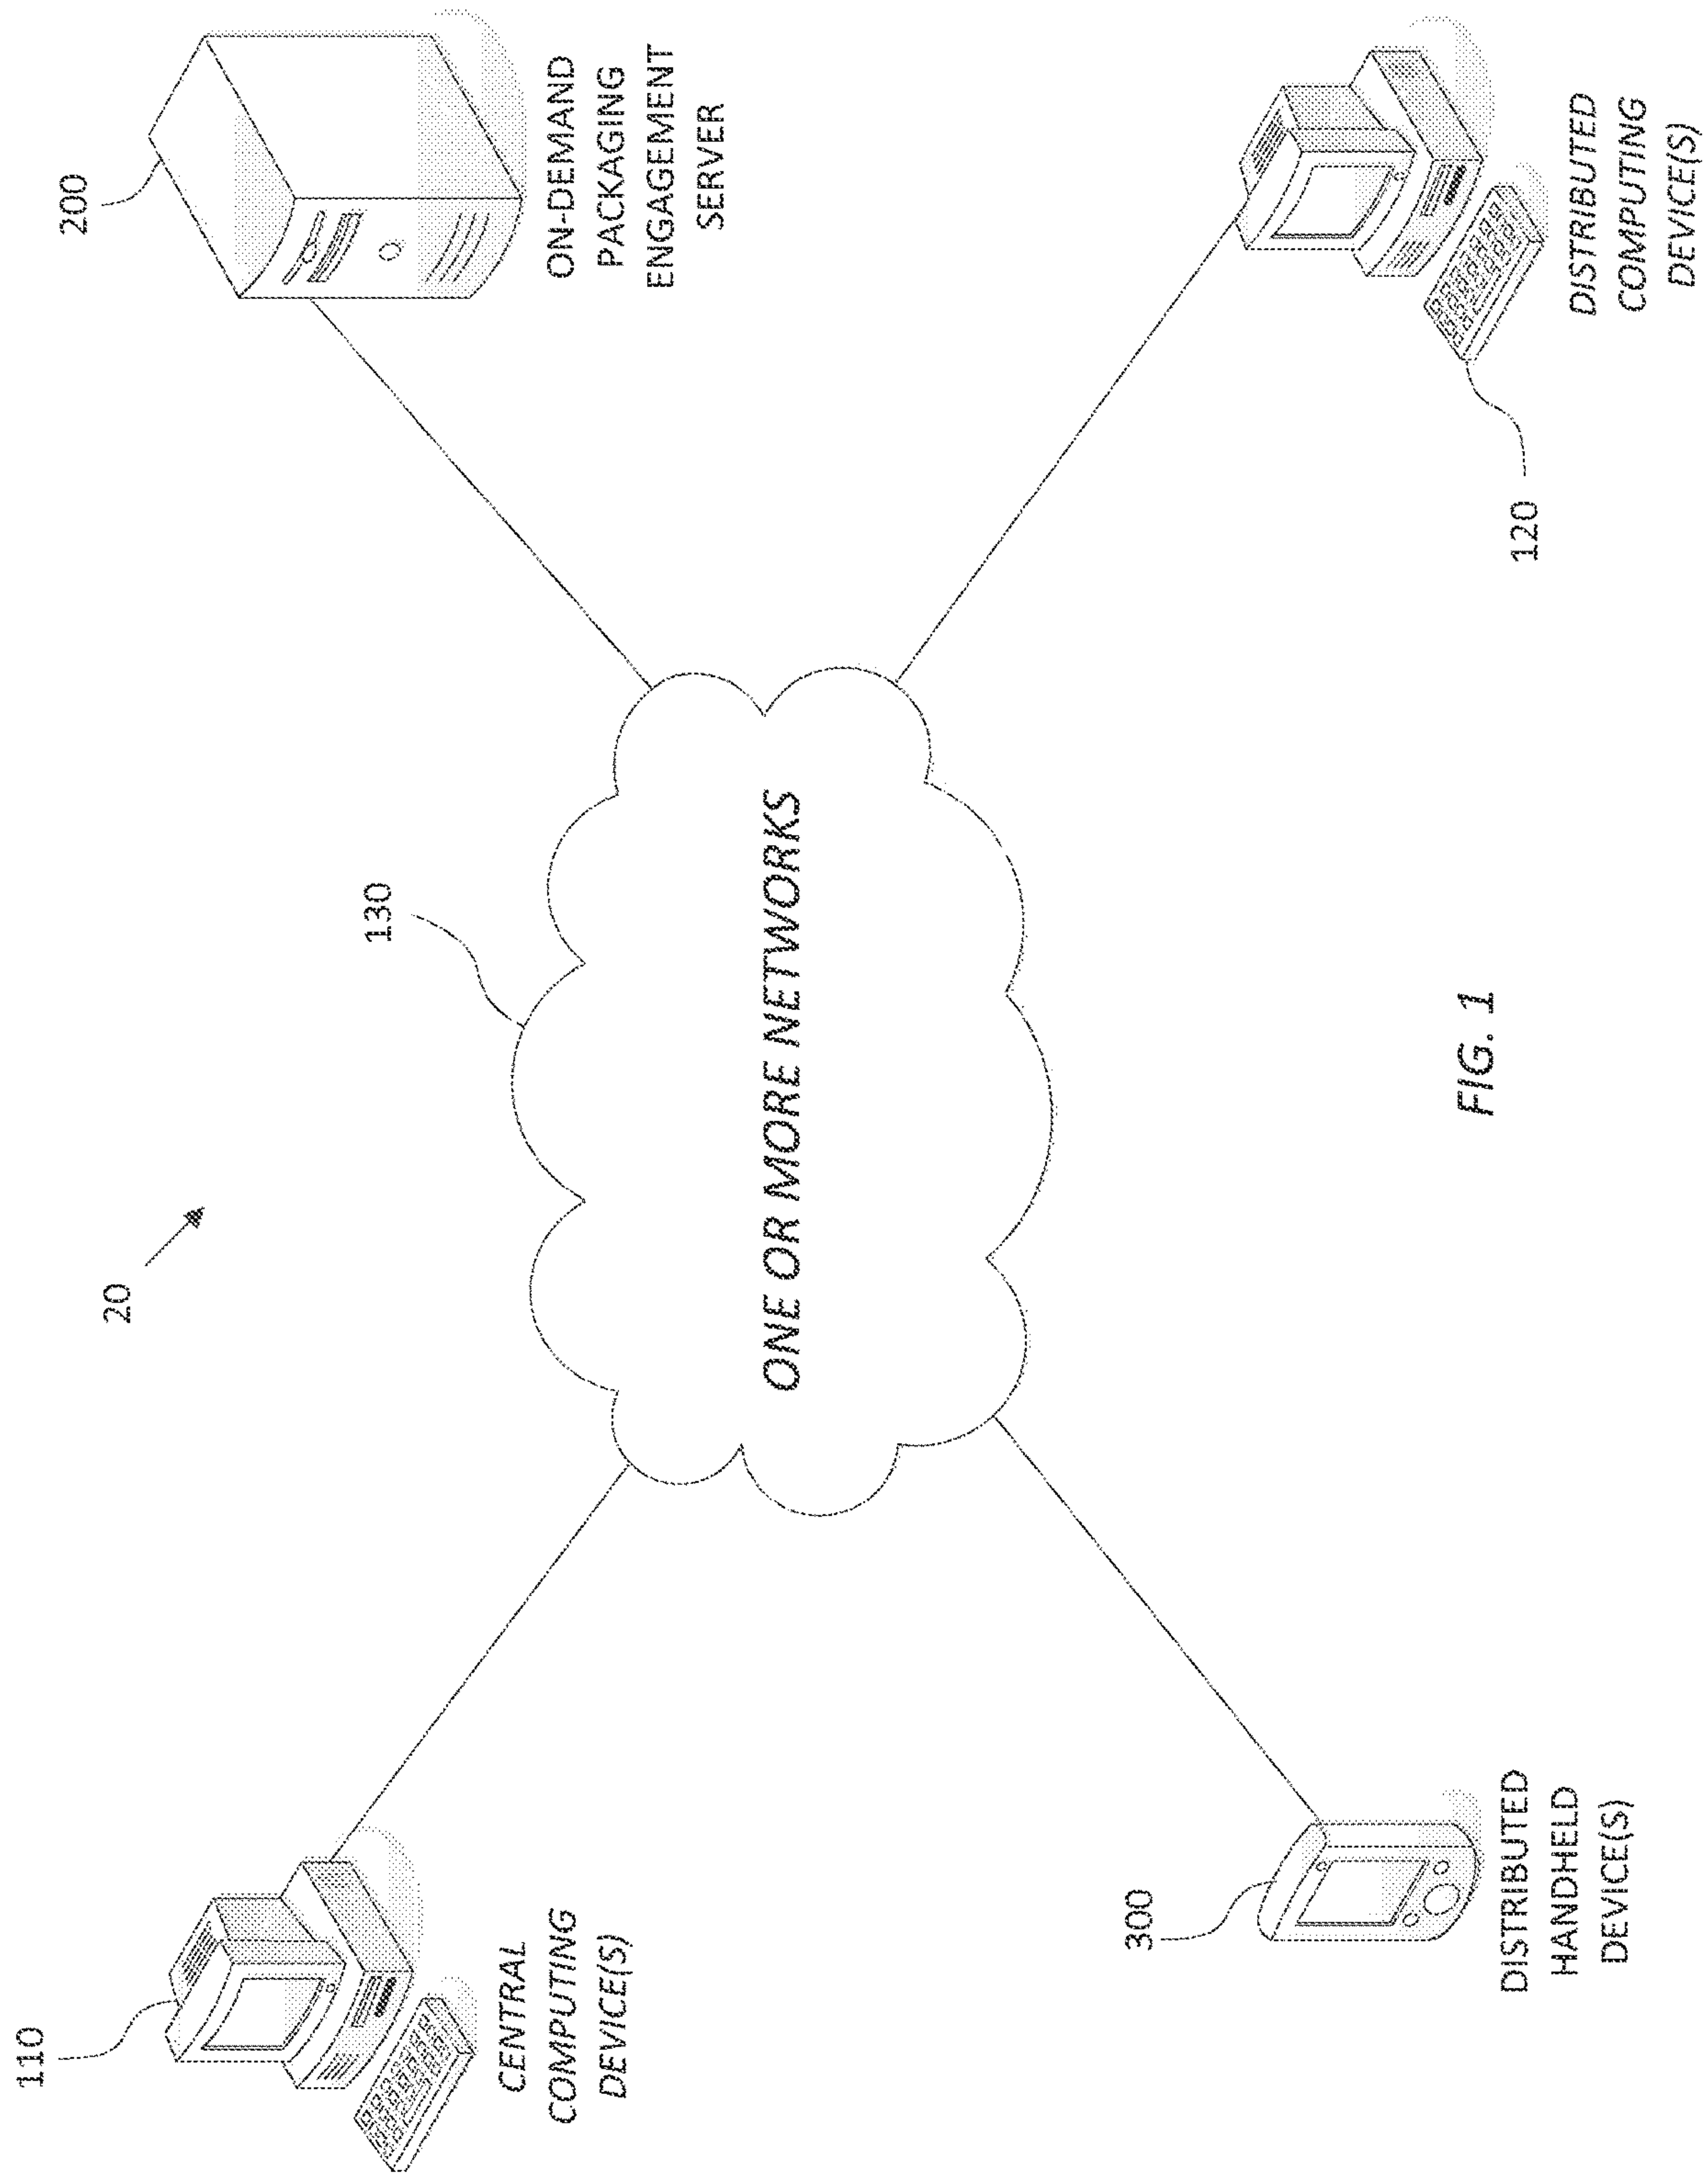 20
110
CENTRAL
COMPUTING
DEVICE(S)
130
ONE OR MORE NETWORKS
200
ON-DEMAND
PACKAGING
ENGAGEMENT
SERVER
300
DISTRIBUTED
HANDHELD
DEVICE(S)
120
DISTRIBUTED
COMPUTING
DEVICE(S)
FIG. 1